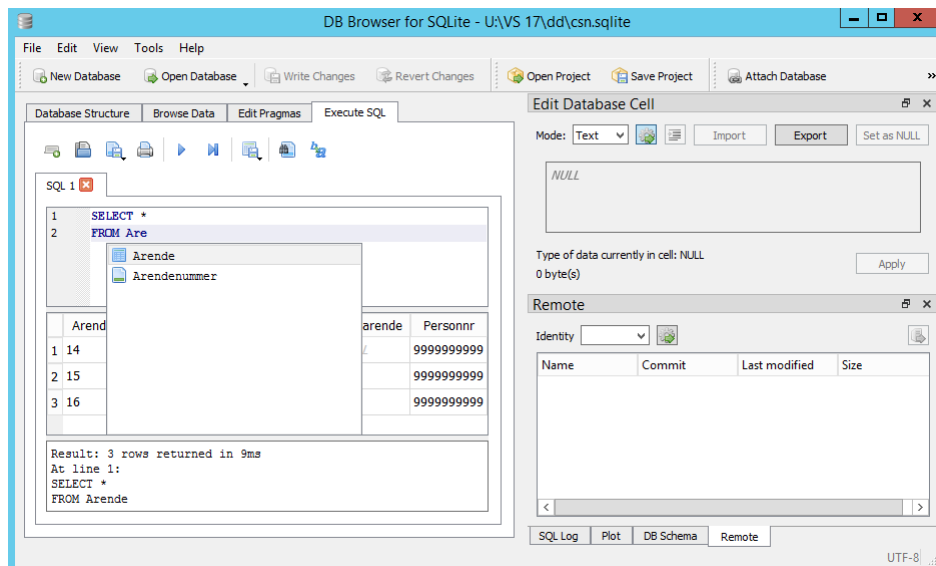 DB Browser for SQLite - U:\VS 17\dd\csn.sqlite
File Edit View Tools Help
New Database Open Database Write Changes Revert Changes Open Project Save Project Attach Database »
Database Structure Browse Data Edit Pragmas Execute SQL
SQL 1
1 SELECT *
2 FROM Are
Arende
Arendenummer
Arend arende Personnr
1 14 9999999999
2 15 9999999999
3 16 9999999999
Result: 3 rows returned in 9ms
At line 1:
SELECT *
FROM Arende
Edit Database Cell
Mode: Text Import Export Set as NULL
NULL
Type of data currently in cell: NULL
0 byte(s)
Apply
Remote
Identity
Name Commit Last modified Size
SQL Log Plot DB Schema Remote
UTF-8